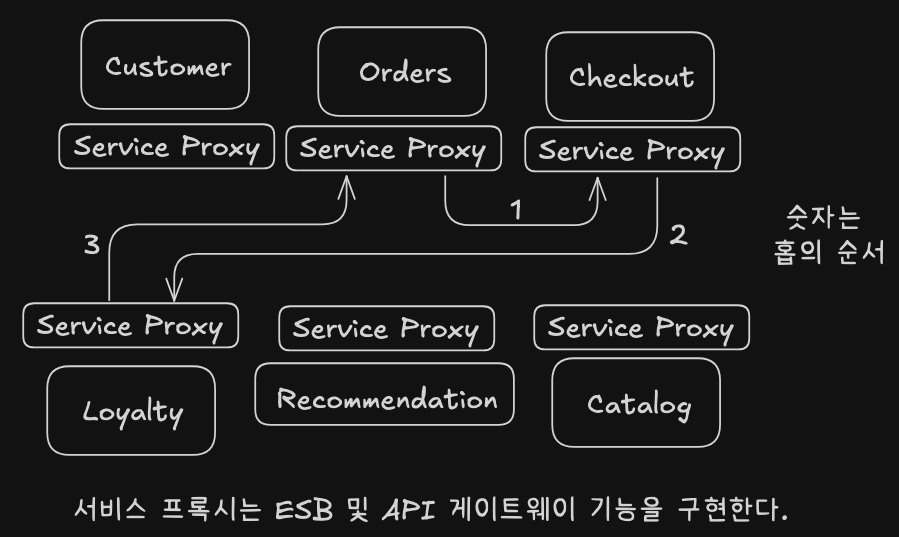 Customer
Orders
Checkout
Service Proxy
Service Proxy
Service Proxy
1
2
3
숫자는
홉의 순서
Service Proxy
Service Proxy
Service Proxy
Loyalty
Recommendation
Catalog
서비스 프록시는 ESB 및 API 게이트웨이 기능을 구현한다.